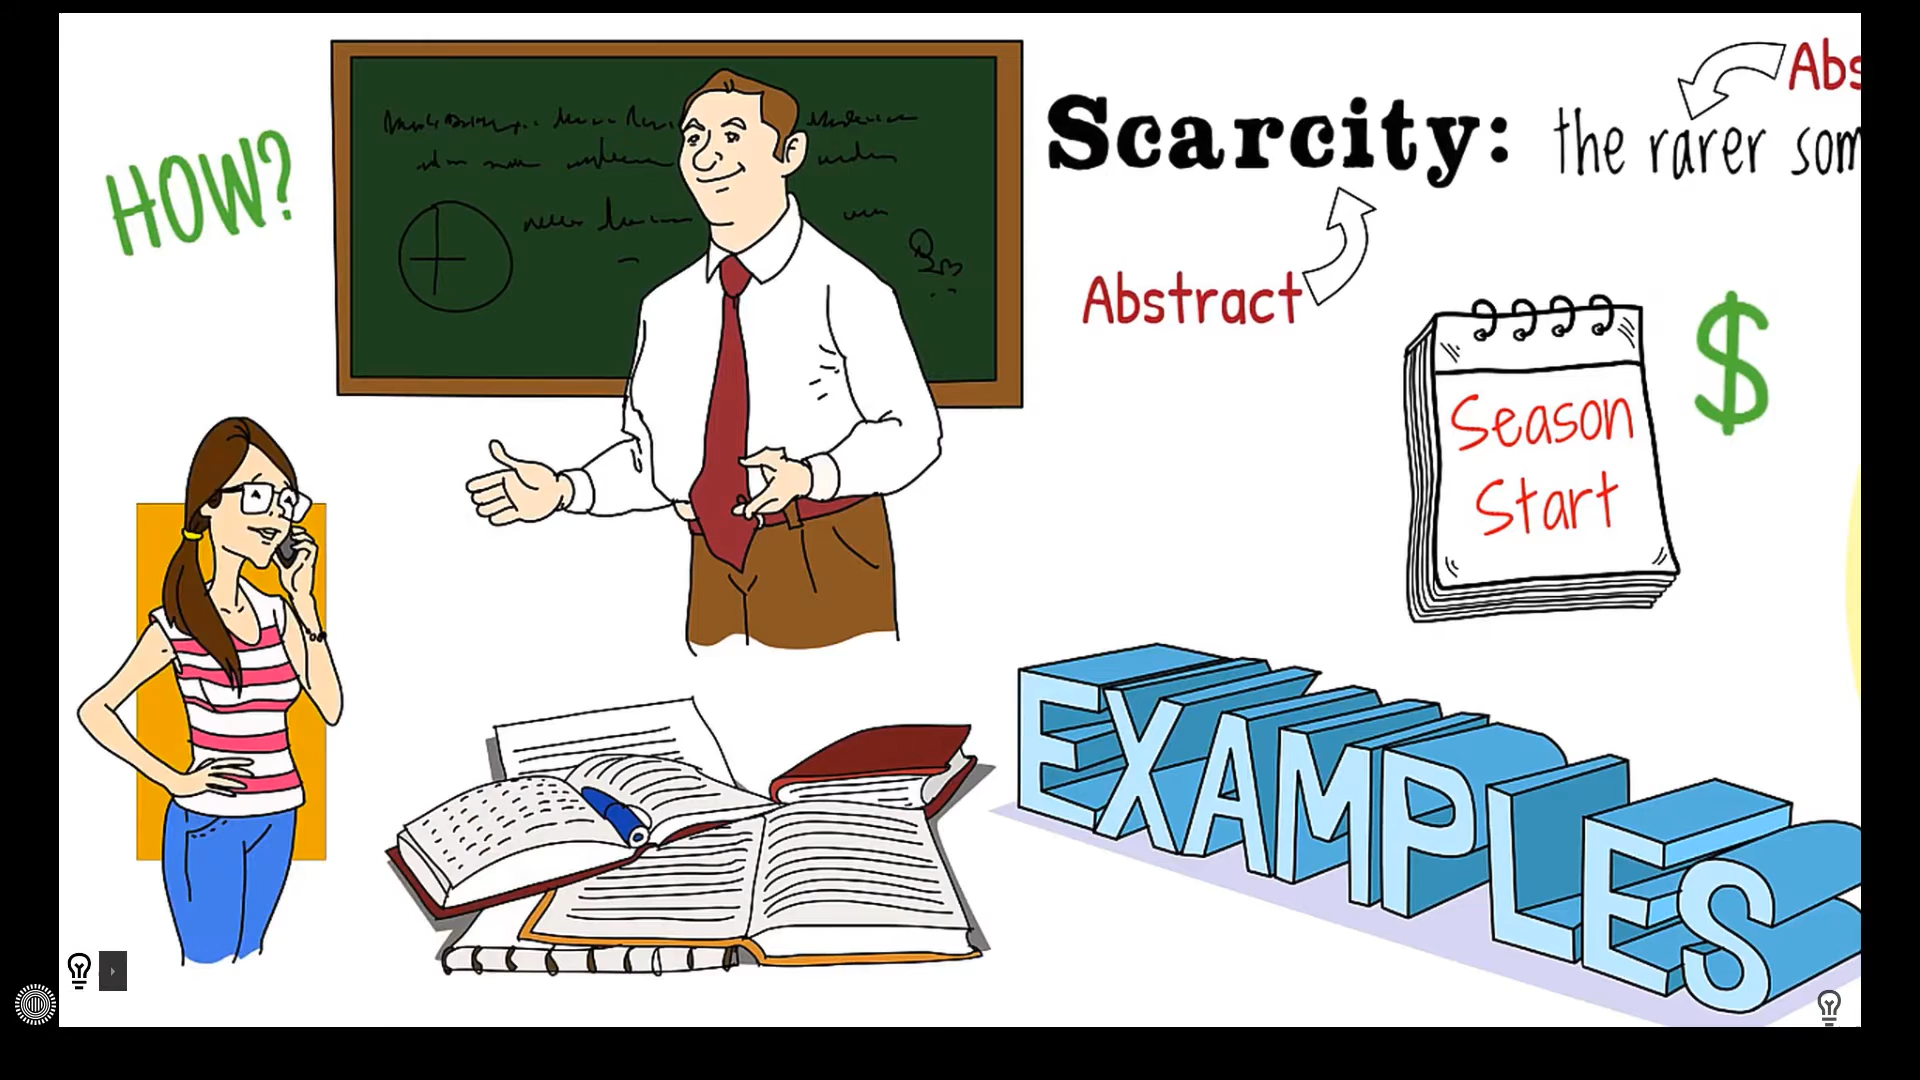 HOW?
Scarcity: the rarer som
Abs
Abstract
Season
Start
$
EXAMPLES